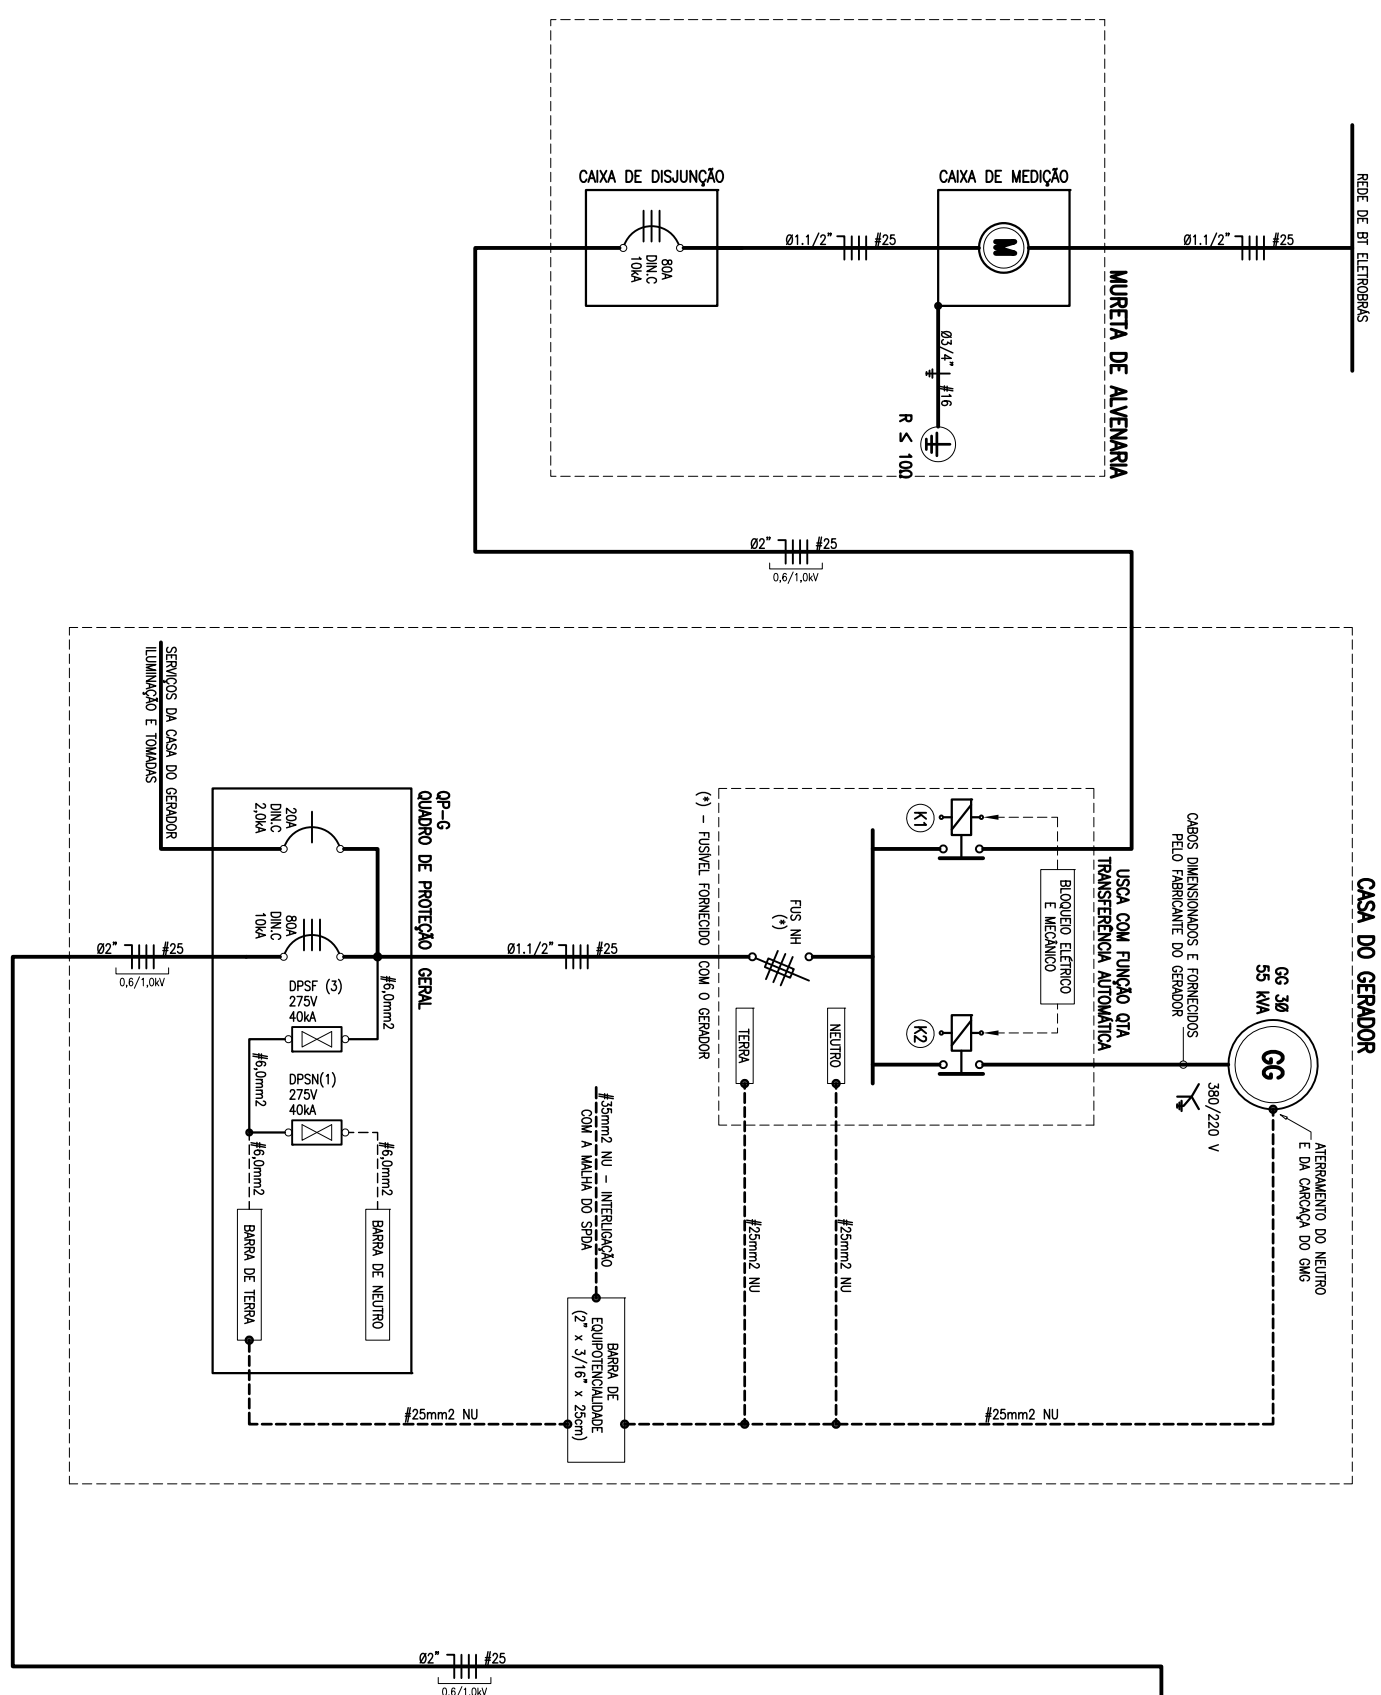 REDE DE BT ELETROBRÁS
Ø1.1/2"
#25
MURETA DE ALVENARIA
CAIXA DE MEDIÇÃO
M
Ø3/4"
#16
R ≤ 10Ω
Ø1.1/2"
#25
CAIXA DE DISJUNÇÃO
80A
DIN.C
10kA
Ø2"
#25
0,6/1,0kV
CASA DO GERADOR
GG 3Ø
55 kVA
GG
ATERRAMENTO DO NEUTRO
E DA CARCAÇA DO GMG
380/220 V
CABOS DIMENSIONADOS E FORNECIDOS
PELO FABRICANTE DO GERADOR
USCA COM FUNÇÃO QTA
TRANSFERÊNCIA AUTOMÁTICA
BLOQUEIO ELÉTRICO
E MECÂNICO
K1
K2
FUS NH
(*)
NEUTRO
TERRA
(*) - FUSÍVEL FORNECIDO COM O GERADOR
#25mm2 NU
#25mm2 NU
#25mm2 NU
#35mm2 NU - INTERLIGAÇÃO
COM A MALHA DO SPDA
BARRA DE
EQUIPOTENCIALIDADE
(2" x 3/16" x 25cm)
#25mm2 NU
Ø1.1/2"
#25
QP-G
QUADRO DE PROTEÇÃO GERAL
20A
DIN.C
2,0kA
80A
DIN.C
10kA
#6,0mm2
DPSF (3)
275V
40kA
#6,0mm2
DPSN(1)
275V
40kA
#6,0mm2
#6,0mm2
BARRA DE NEUTRO
BARRA DE TERRA
SERVIÇOS DA CASA DO GERADOR
ILUMINAÇÃO E TOMADAS
Ø2"
#25
0,6/1,0kV
Ø2"
#25
0,6/1,0kV